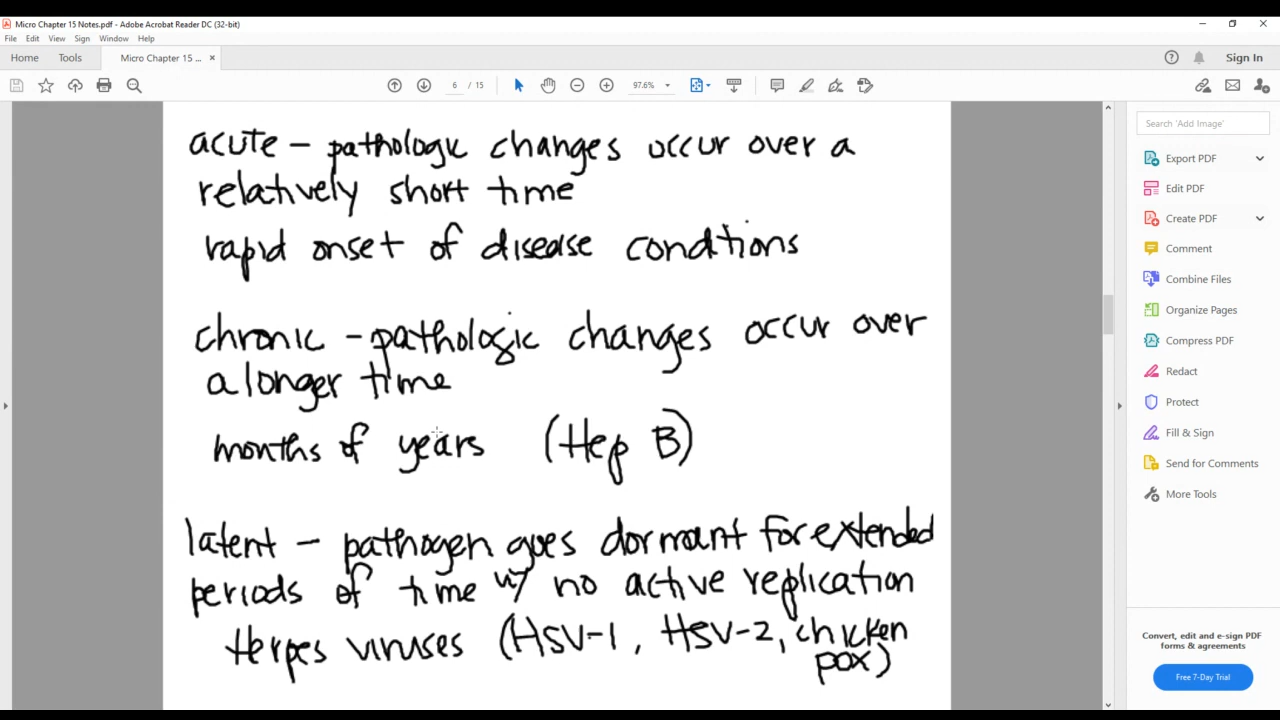 Micro Chapter 15 Notes.pdf - Adobe Acrobat Reader DC (32-bit)
File Edit View Sign Window Help
Home Tools Micro Chapter 15 ... × Sign In
6 / 15 97.6%
acute – pathologic changes occur over a
relatively short time
rapid onset of disease conditions
chronic – pathologic changes occur over
a longer time
months of years (Hep B)
latent – pathogen goes dormant for extended
periods of time w/ no active replication
Herpes viruses (HSV-1, HSV-2, chicken
pox)
Search 'Add Image'
Export PDF
Edit PDF
Create PDF
Comment
Combine Files
Organize Pages
Compress PDF
Redact
Protect
Fill & Sign
Send for Comments
More Tools
Convert, edit and e-sign PDF
forms & agreements
Free 7-Day Trial